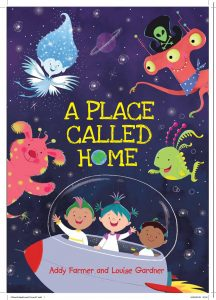 A PLACE
CALLED
HOME
Addy Farmer and Louise Gardner